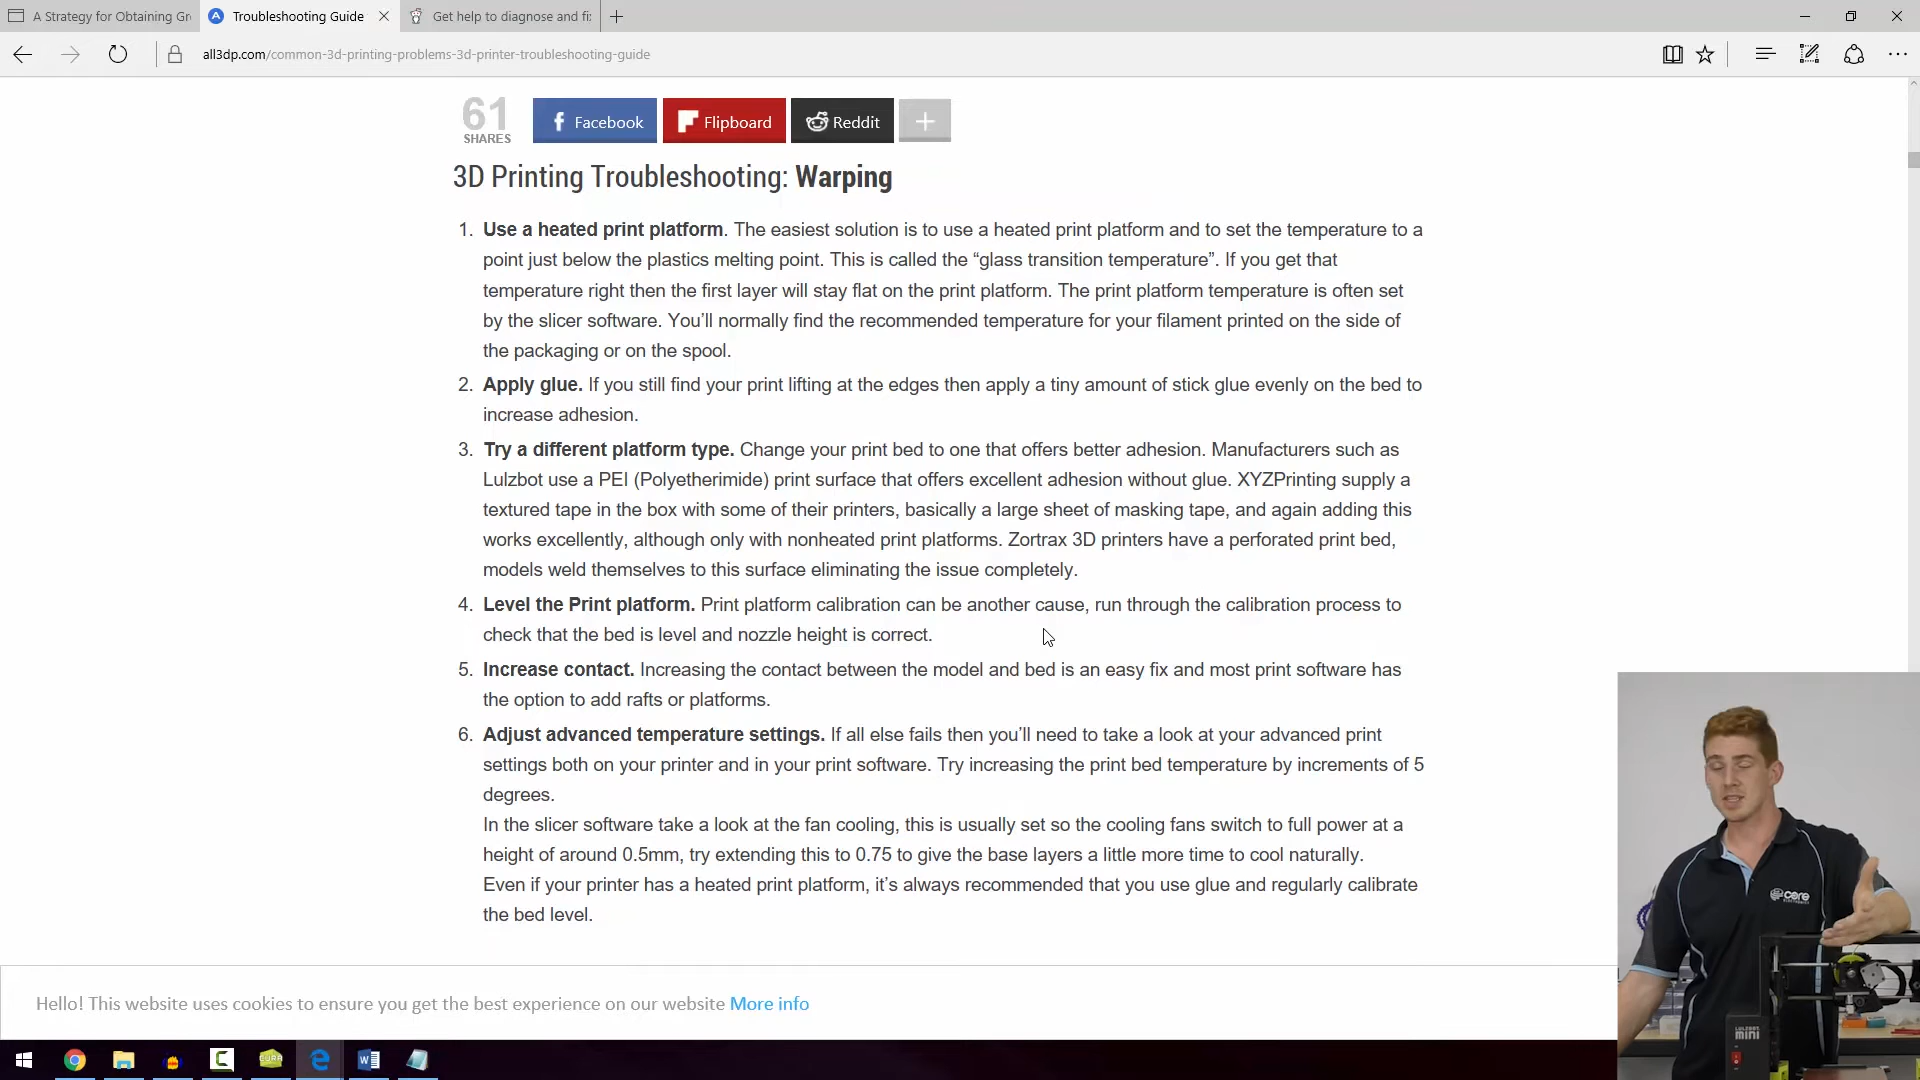 A Strategy for Obtaining Gr
Troubleshooting Guide
Get help to diagnose and fi
all3dp.com/common-3d-printing-problems-3d-printer-troubleshooting-guide
61
SHARES
Facebook
Flipboard
Reddit
3D Printing Troubleshooting: Warping
1. Use a heated print platform. The easiest solution is to use a heated print platform and to set the temperature to a
point just below the plastics melting point. This is called the “glass transition temperature”. If you get that
temperature right then the first layer will stay flat on the print platform. The print platform temperature is often set
by the slicer software. You’ll normally find the recommended temperature for your filament printed on the side of
the packaging or on the spool.
2. Apply glue. If you still find your print lifting at the edges then apply a tiny amount of stick glue evenly on the bed to
increase adhesion.
3. Try a different platform type. Change your print bed to one that offers better adhesion. Manufacturers such as
Lulzbot use a PEI (Polyetherimide) print surface that offers excellent adhesion without glue. XYZPrinting supply a
textured tape in the box with some of their printers, basically a large sheet of masking tape, and again adding this
works excellently, although only with nonheated print platforms. Zortrax 3D printers have a perforated print bed,
models weld themselves to this surface eliminating the issue completely.
4. Level the Print platform. Print platform calibration can be another cause, run through the calibration process to
check that the bed is level and nozzle height is correct.
5. Increase contact. Increasing the contact between the model and bed is an easy fix and most print software has
the option to add rafts or platforms.
6. Adjust advanced temperature settings. If all else fails then you’ll need to take a look at your advanced print
settings both on your printer and in your print software. Try increasing the print bed temperature by increments of 5
degrees.
In the slicer software take a look at the fan cooling, this is usually set so the cooling fans switch to full power at a
height of around 0.5mm, try extending this to 0.75 to give the base layers a little more time to cool naturally.
Even if your printer has a heated print platform, it’s always recommended that you use glue and regularly calibrate
the bed level.
Hello! This website uses cookies to ensure you get the best experience on our website More info
core
ELECTRONICS
LULZBOT
mini
CURA